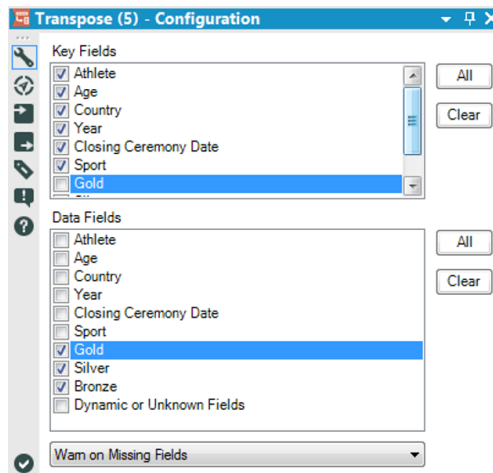 Transpose (5) - Configuration
Key Fields
Athlete
Age
Country
Year
Closing Ceremony Date
Sport
Gold
All
Clear
Data Fields
Athlete
Age
Country
Year
Closing Ceremony Date
Sport
Gold
Silver
Bronze
Dynamic or Unknown Fields
All
Clear
Warn on Missing Fields